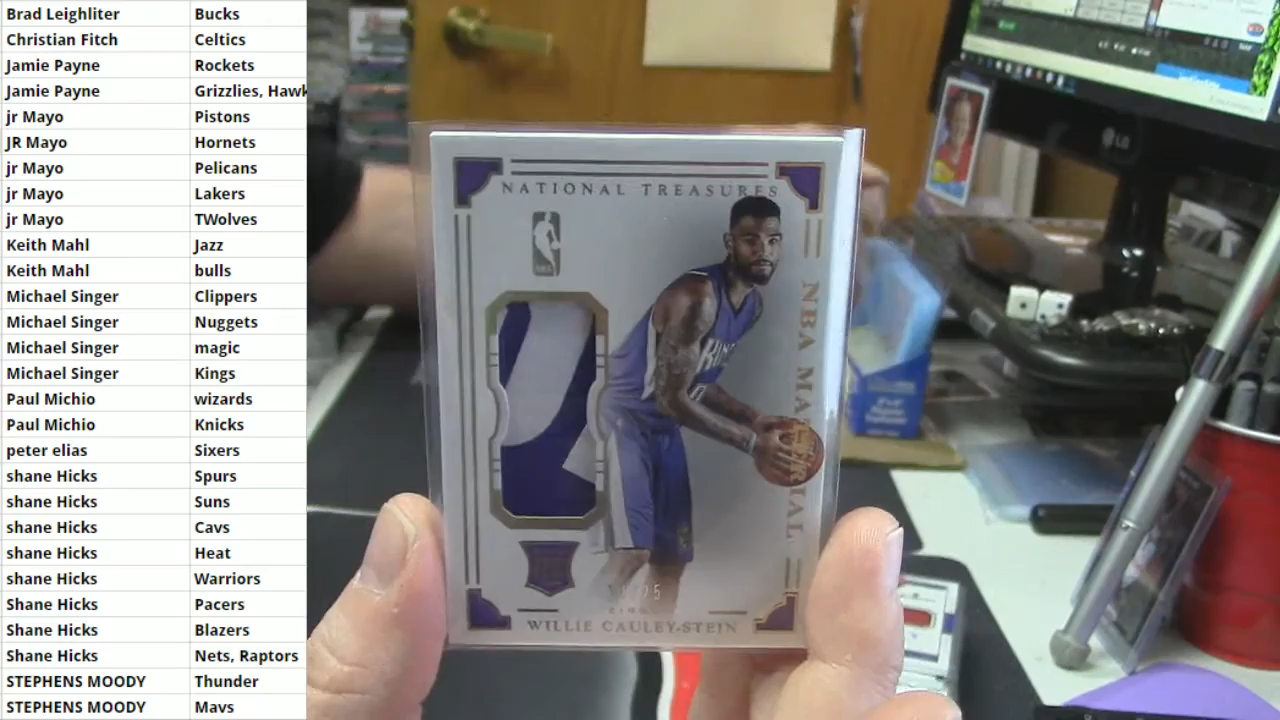 Brad Leighliter Bucks
Christian Fitch Celtics
Jamie Payne Rockets
Jamie Payne Grizzlies, Hawk
jr Mayo Pistons
JR Mayo Hornets
jr Mayo Pelicans
jr Mayo Lakers
jr Mayo TWolves
Keith Mahl Jazz
Keith Mahl bulls
Michael Singer Clippers
Michael Singer Nuggets
Michael Singer magic
Michael Singer Kings
Paul Michio wizards
Paul Michio Knicks
peter elias Sixers
shane Hicks Spurs
shane Hicks Suns
shane Hicks Cavs
shane Hicks Heat
shane Hicks Warriors
Shane Hicks Pacers
Shane Hicks Blazers
Shane Hicks Nets, Raptors
STEPHENS MOODY Thunder
STEPHENS MOODY Mavs
NATIONAL TREASURES
NBA MATERIAL
KINGS
WILLIE CAULEY-STEIN
LG